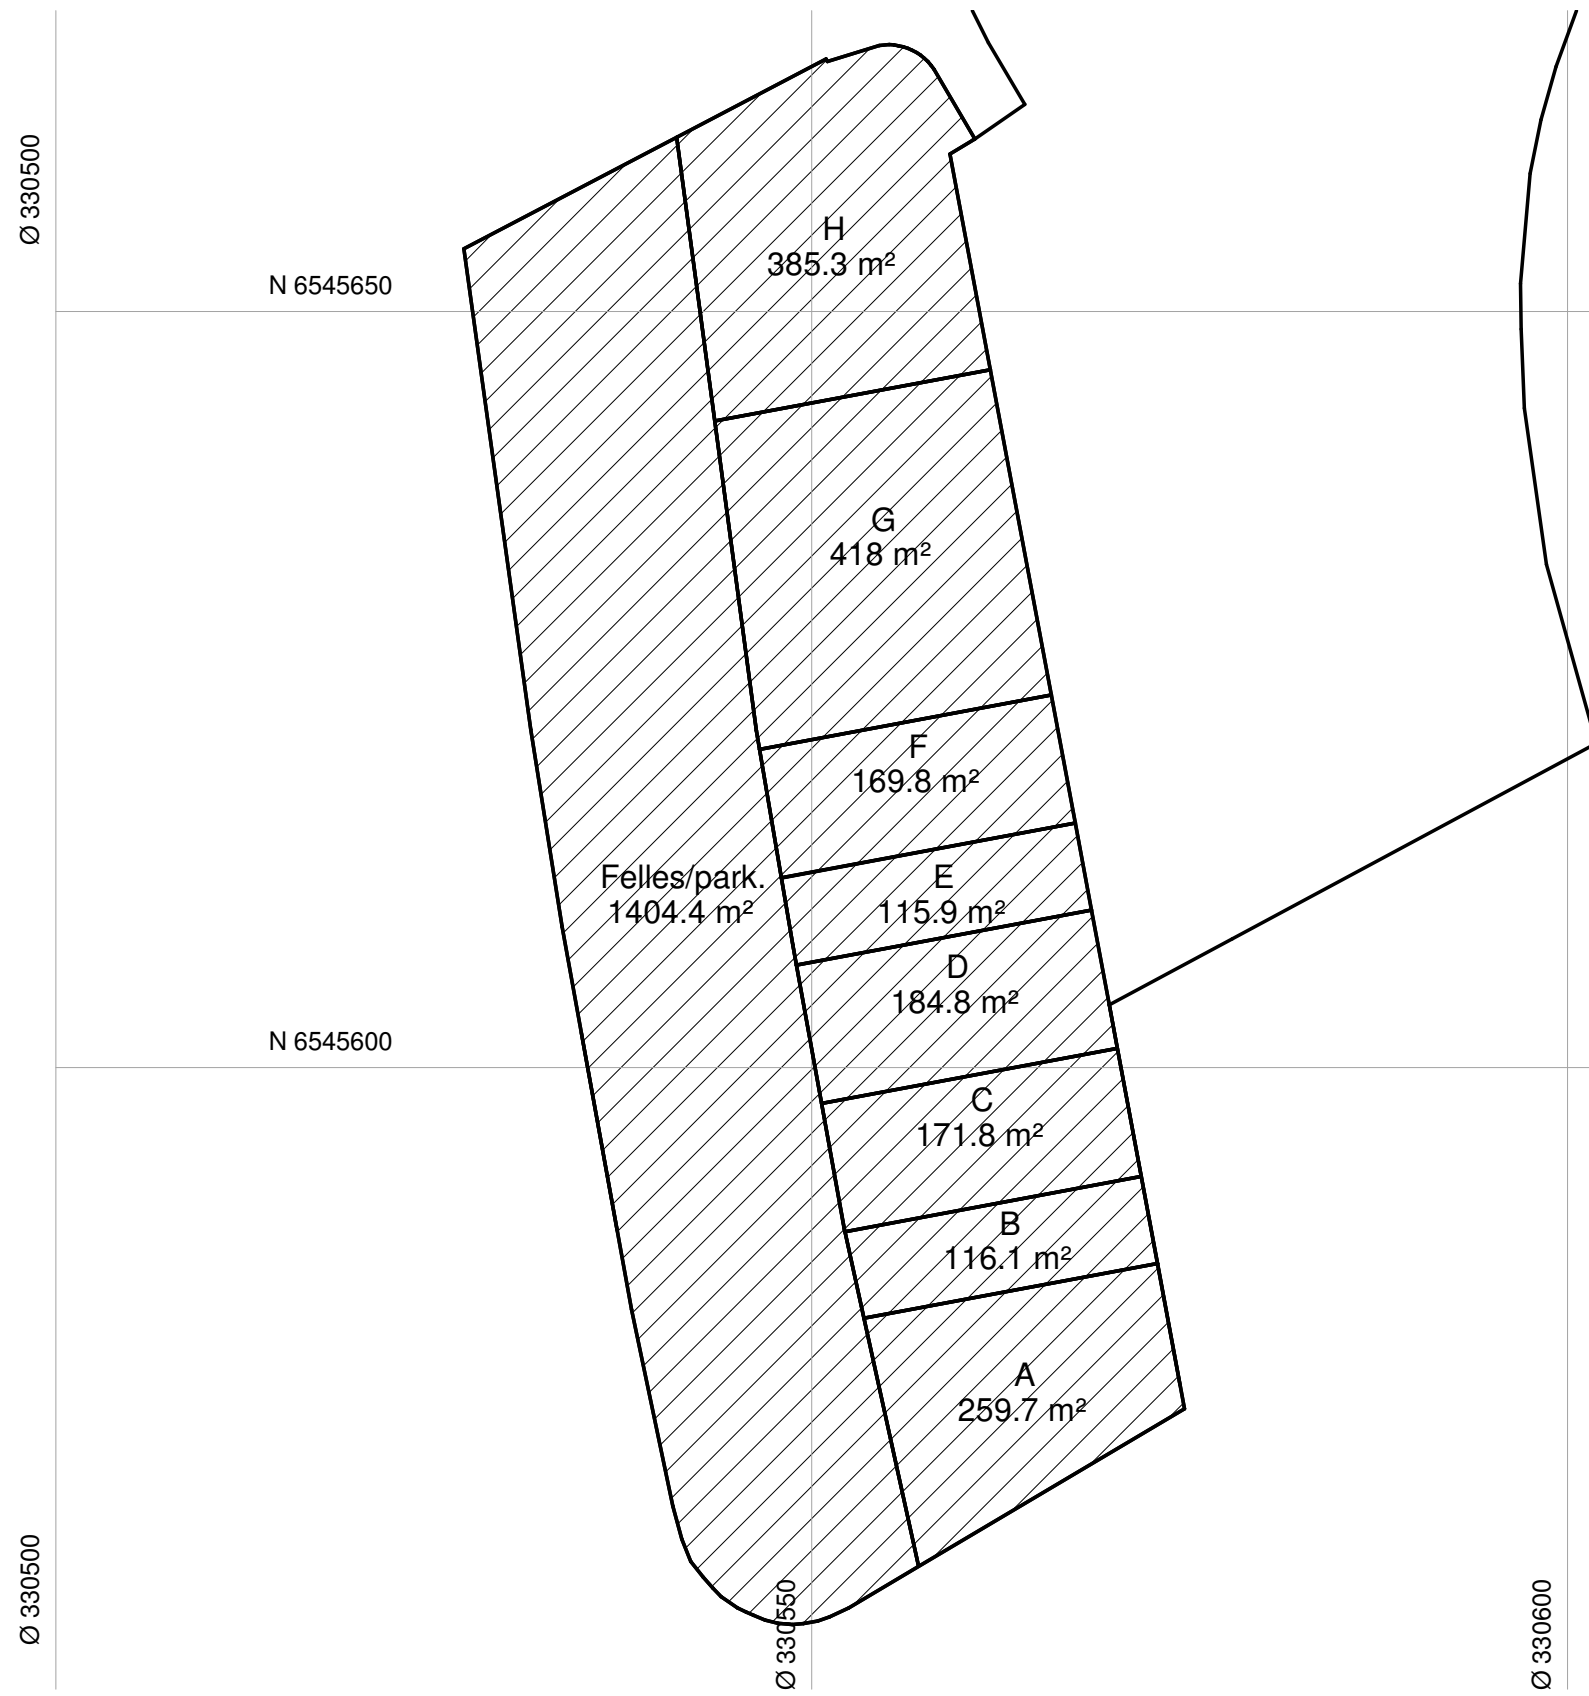 Ø 330500
H
385.3 m²
N 6545650
G
418 m²
F
169.8 m²
Felles/park.
1404.4 m²
E
115.9 m²
D
184.8 m²
N 6545600
C
171.8 m²
B
116.1 m²
A
259.7 m²
Ø 330500
Ø 330550
Ø 330600